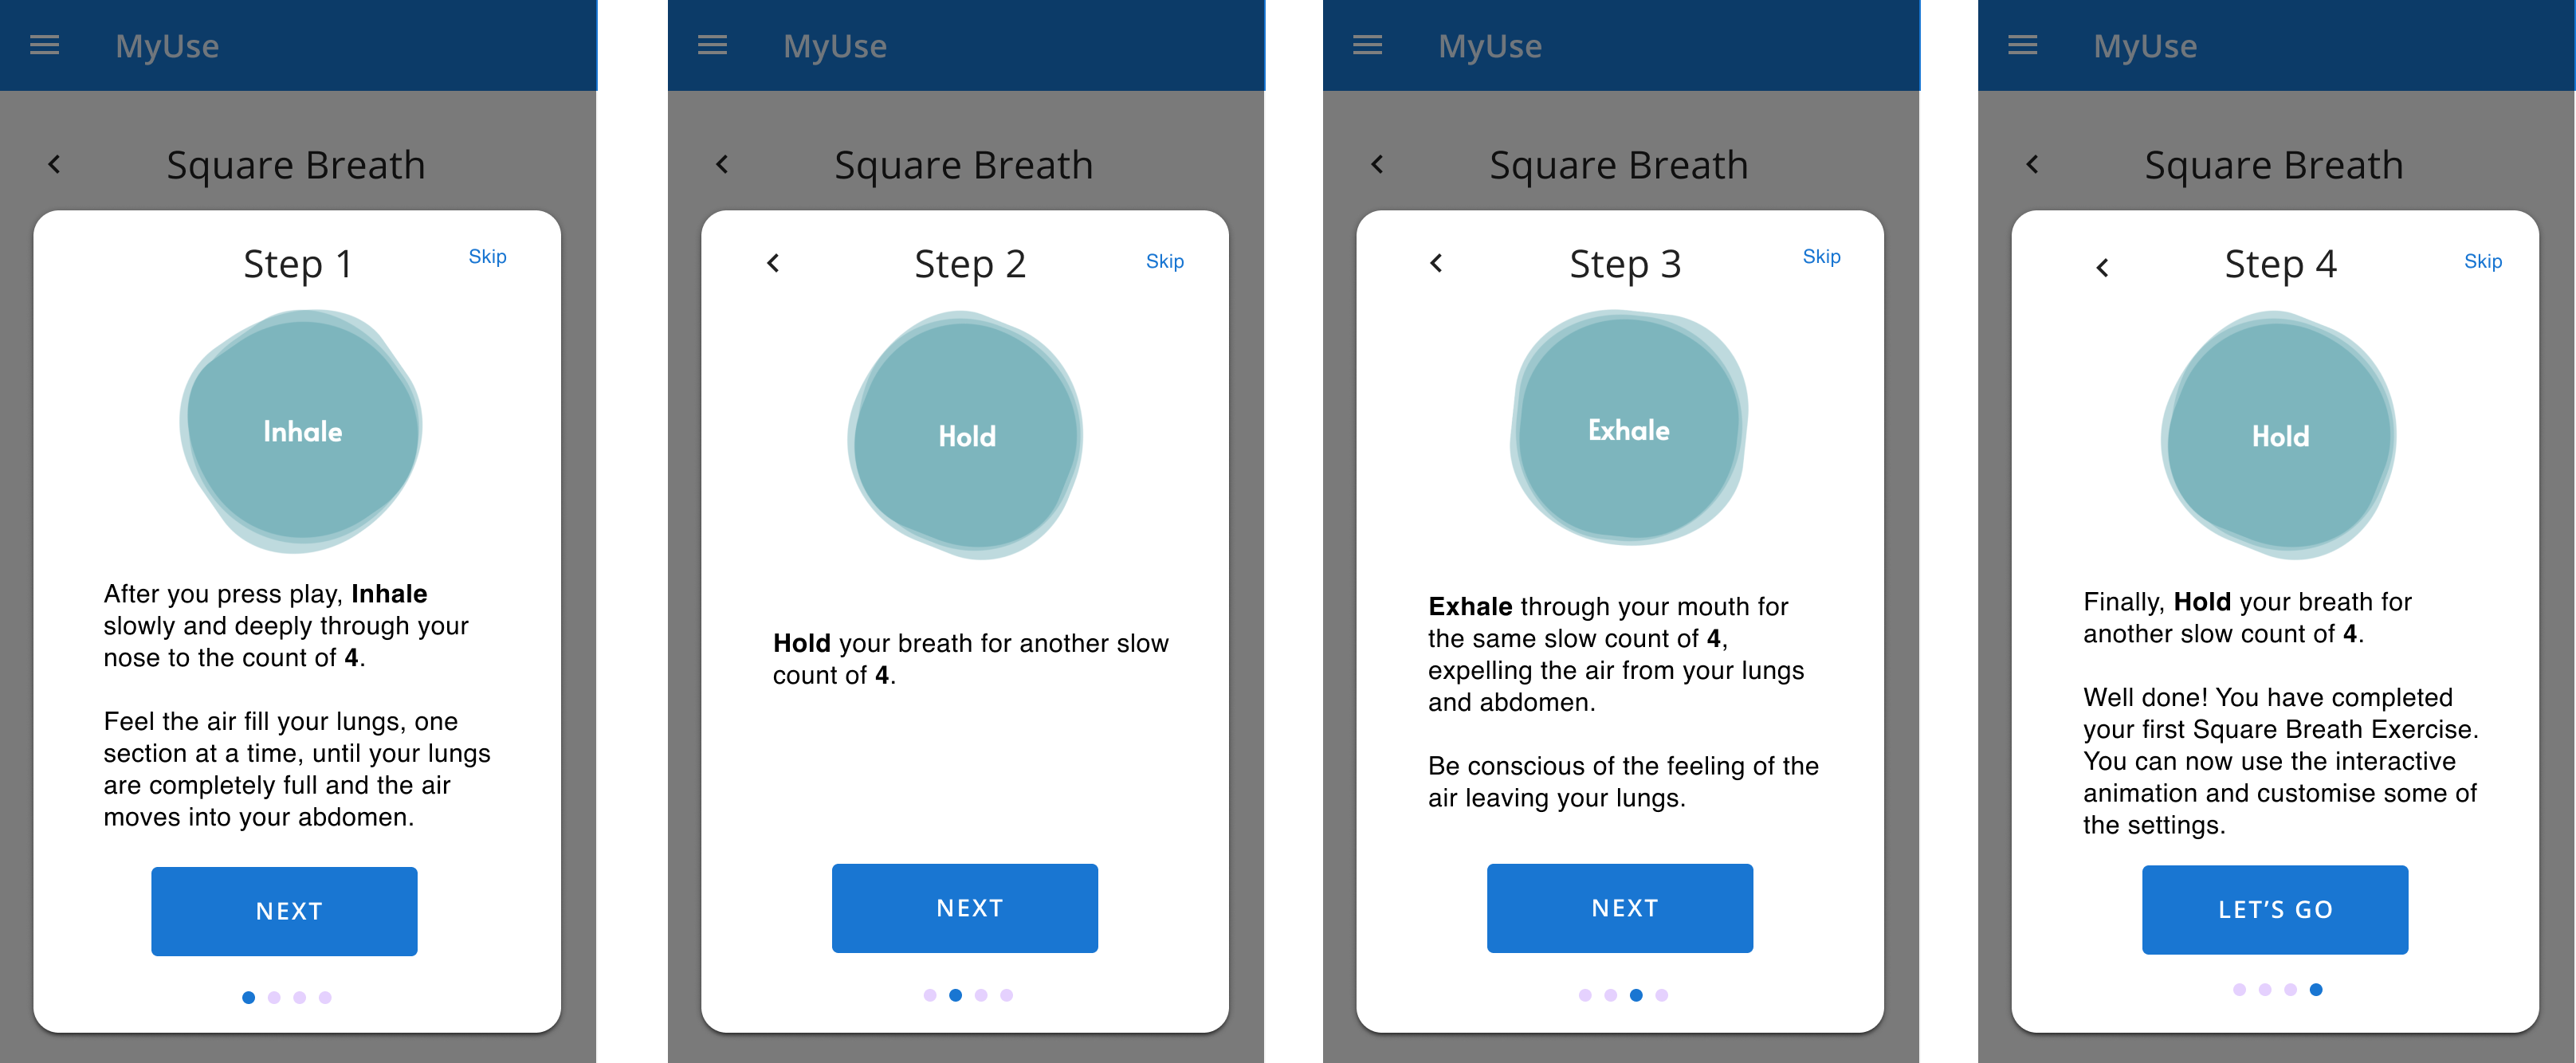 MyUse
Square Breath
Step 1
Skip
Inhale
After you press play, Inhale
slowly and deeply through your
nose to the count of 4.
Feel the air fill your lungs, one
section at a time, until your lungs
are completely full and the air
moves into your abdomen.
NEXT
MyUse
Square Breath
Step 2
Skip
Hold
Hold your breath for another slow
count of 4.
NEXT
MyUse
Square Breath
Step 3
Skip
Exhale
Exhale through your mouth for
the same slow count of 4,
expelling the air from your lungs
and abdomen.
Be conscious of the feeling of the
air leaving your lungs.
NEXT
MyUse
Square Breath
Step 4
Skip
Hold
Finally, Hold your breath for
another slow count of 4.
Well done! You have completed
your first Square Breath Exercise.
You can now use the interactive
animation and customise some of
the settings.
LET’S GO